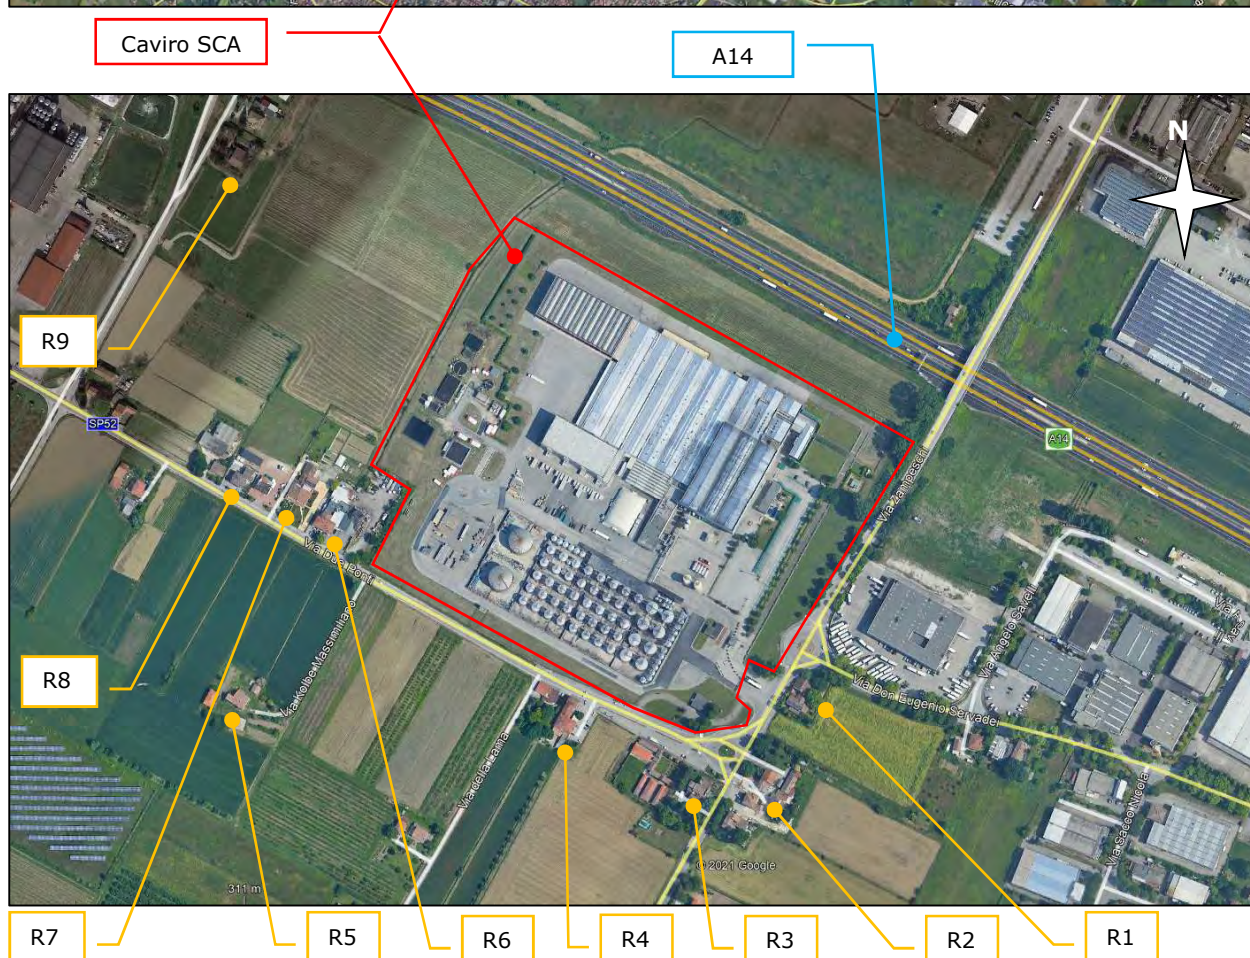 Caviro SCA
A14
N
R9
SP52
A14
Via Zampeschi
Via Due Ponti
Via Angelo Savelli
R8
Via Kolbe Massimiliano
Via Don Eugenio Servadei
Via della Lama
Via Sacco Nicola
© 2021 Google
311 m
R7
R5
R6
R4
R3
R2
R1